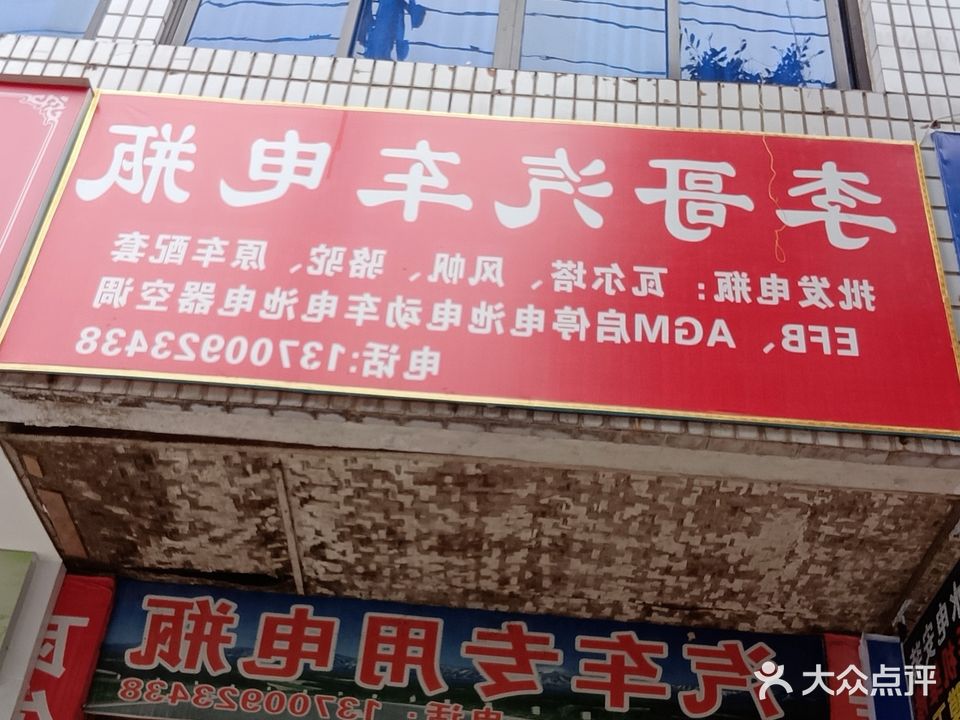 李哥汽车电瓶
批发电瓶：瓦尔塔、风帆、骆驼、原车配套
EFB、AGM启停电池电动车电池电器空调
电话:13700923438
汽车专用电瓶
电话：13700923438
大众点评